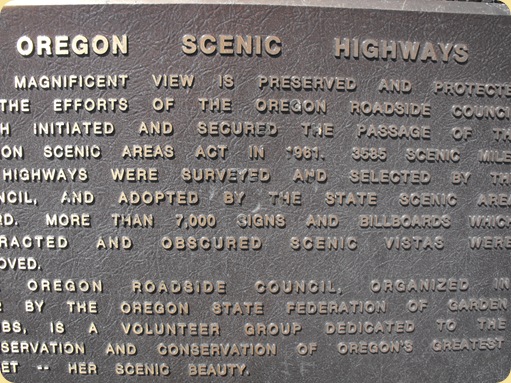 OREGON SCENIC HIGHWAYS
MAGNIFICENT VIEW IS PRESERVED AND PROTECTE
THE EFFORTS OF THE OREGON ROADSIDE COUNCI
H INITIATED AND SECURED THE PASSAGE OF TH
ON SCENIC AREAS ACT IN 1961. 3585 SCENIC MILE
HIGHWAYS WERE SURVEYED AND SELECTED BY TH
NCIL, AND ADOPTED BY THE STATE SCENIC AREA
RD. MORE THAN 7,000 SIGNS AND BILLBOARDS WHICH
RACTED AND OBSCURED SCENIC VISTAS WERE
OVED.
OREGON ROADSIDE COUNCIL, ORGANIZED IN
BY THE OREGON STATE FEDERATION OF GARDEN
BS, IS A VOLUNTEER GROUP DEDICATED TO THE
SERVATION AND CONSERVATION OF OREGON'S GREATEST
ET -- HER SCENIC BEAUTY.